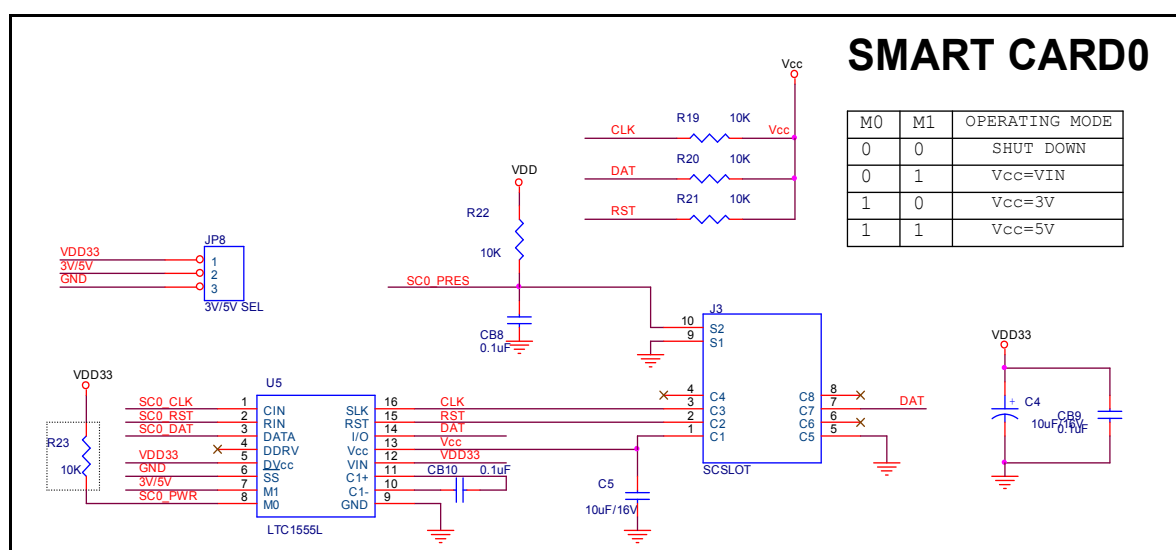 SMART CARD0
Vcc
R19 10K
CLK Vcc
R20 10K
DAT
R21 10K
RST
M0 M1 OPERATING MODE
0 0 SHUT DOWN
0 1 Vcc=VIN
1 0 Vcc=3V
1 1 Vcc=5V
VDD
R22
10K
SC0_PRES
CB8
0.1uF
JP8
VDD33 1
3V/5V 2
GND 3
3V/5V SEL
J3
10 S2
9 S1
4 C4
3 C3
2 C2
1 C1
C8 8
C7 7 DAT
C6 6
C5 5
SCSLOT
VDD33
C4
+
10uF/16V
CB9
0.1uF
VDD33
R23
10K
U5
SC0_CLK 1 CIN
SC0_RST 2 RIN
SC0_DAT 3 DATA
4 DDRV
VDD33 5 DVcc
GND 6 SS
3V/5V 7 M1
SC0_PWR 8 M0
SLK 16 CLK
RST 15 RST
I/O 14 DAT
Vcc 13 Vcc
VIN 12 VDD33
C1+ 11
C1- 10
GND 9
LTC1555L
CB10 0.1uF
C5
10uF/16V